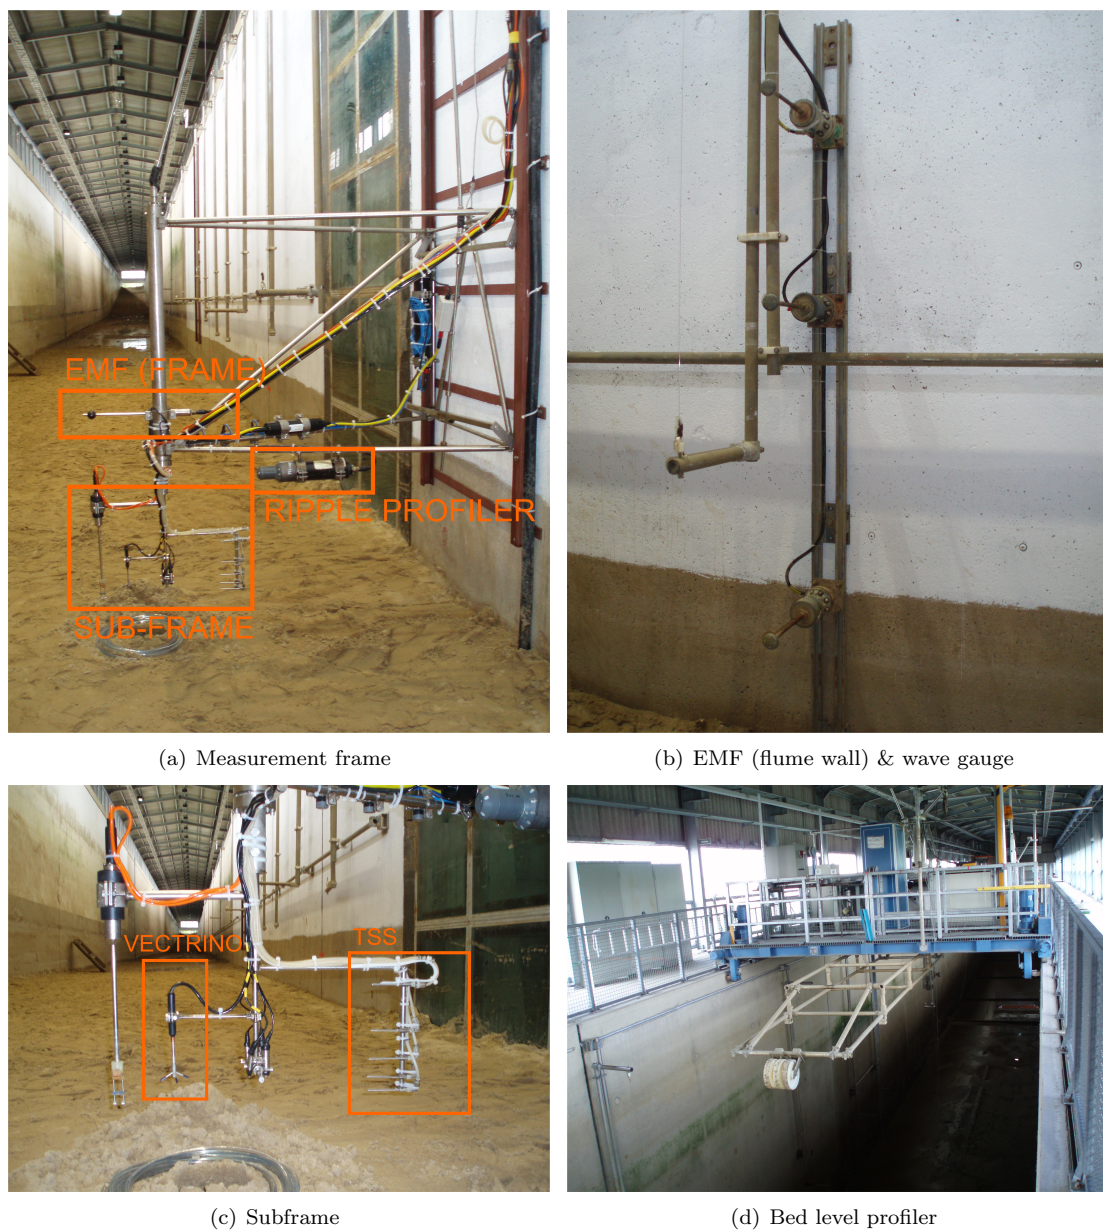 EMF (FRAME)
RIPPLE PROFILER
SUB-FRAME
(a) Measurement frame
(b) EMF (flume wall) & wave gauge
VECTRINO
TSS
(c) Subframe
(d) Bed level profiler